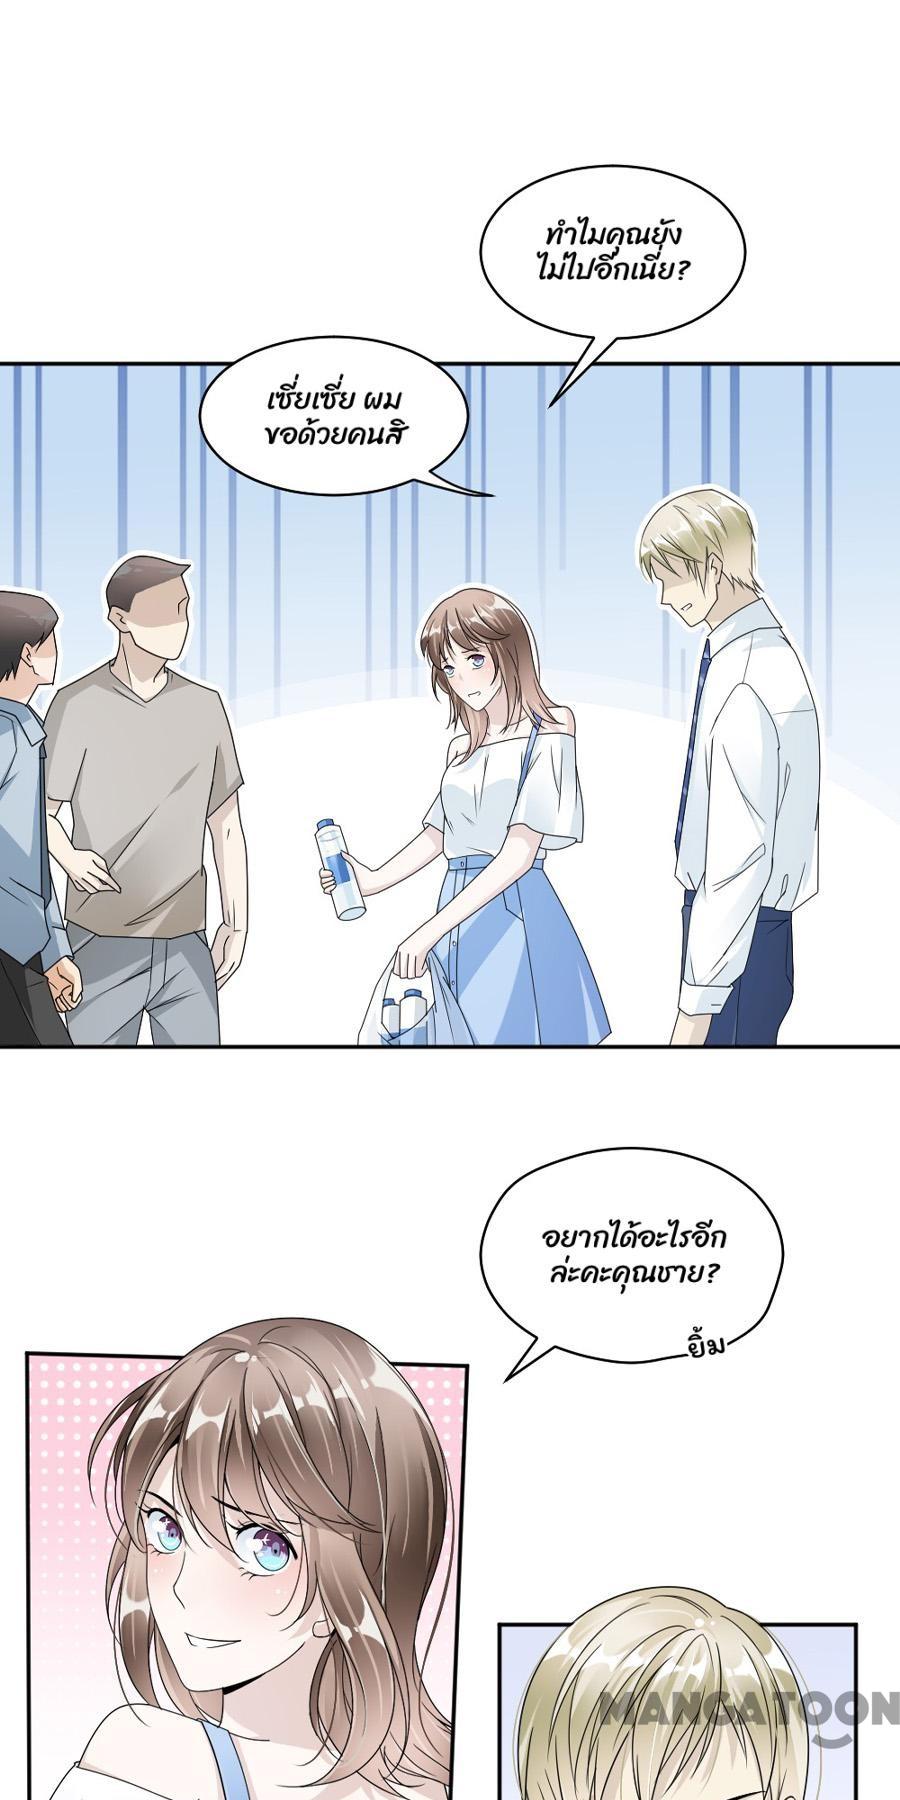 ทำไมคุณยัง
ไม่ไปอีกเนี่ย?
เซี่ยเซี่ย ผม
ขอด้วยคนสิ
อยากได้อะไรอีก
ล่ะคะคุณชาย?
ยิ้ม
MANGATOON